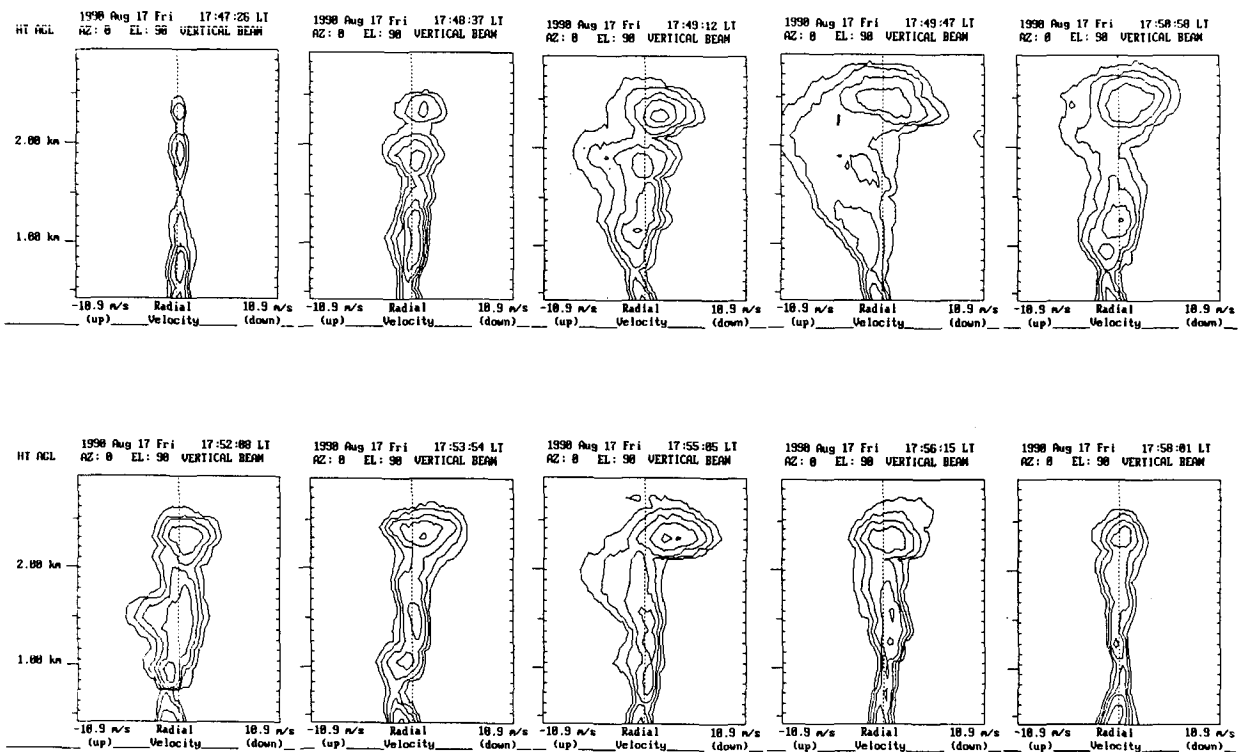 1990 Aug 17 Fri 17:47:26 LT
HT AGL AZ: 0 EL: 90 VERTICAL BEAM
2.00 km
1.00 km
-10.9 m/s Radial 10.9 m/s
(up) Velocity (down)
1990 Aug 17 Fri 17:48:37 LT
AZ: 0 EL: 90 VERTICAL BEAM
-10.9 m/s Radial 10.9 m/s
(up) Velocity (down)
1990 Aug 17 Fri 17:49:12 LT
AZ: 0 EL: 90 VERTICAL BEAM
-10.9 m/s Radial 10.9 m/s
(up) Velocity (down)
1990 Aug 17 Fri 17:49:47 LT
AZ: 0 EL: 90 VERTICAL BEAM
-10.9 m/s Radial 10.9 m/s
(up) Velocity (down)
1990 Aug 17 Fri 17:50:58 LT
AZ: 0 EL: 90 VERTICAL BEAM
-10.9 m/s Radial 10.9 m/s
(up) Velocity (down)
1990 Aug 17 Fri 17:52:08 LT
HT AGL AZ: 0 EL: 90 VERTICAL BEAM
2.00 km
1.00 km
-10.9 m/s Radial 10.9 m/s
(up) Velocity (down)
1990 Aug 17 Fri 17:53:54 LT
AZ: 0 EL: 90 VERTICAL BEAM
-10.9 m/s Radial 10.9 m/s
(up) Velocity (down)
1990 Aug 17 Fri 17:55:05 LT
AZ: 0 EL: 90 VERTICAL BEAM
-10.9 m/s Radial 10.9 m/s
(up) Velocity (down)
1990 Aug 17 Fri 17:56:15 LT
AZ: 0 EL: 90 VERTICAL BEAM
-10.9 m/s Radial 10.9 m/s
(up) Velocity (down)
1990 Aug 17 Fri 17:58:01 LT
AZ: 0 EL: 90 VERTICAL BEAM
-10.9 m/s Radial 10.9 m/s
(up) Velocity (down)